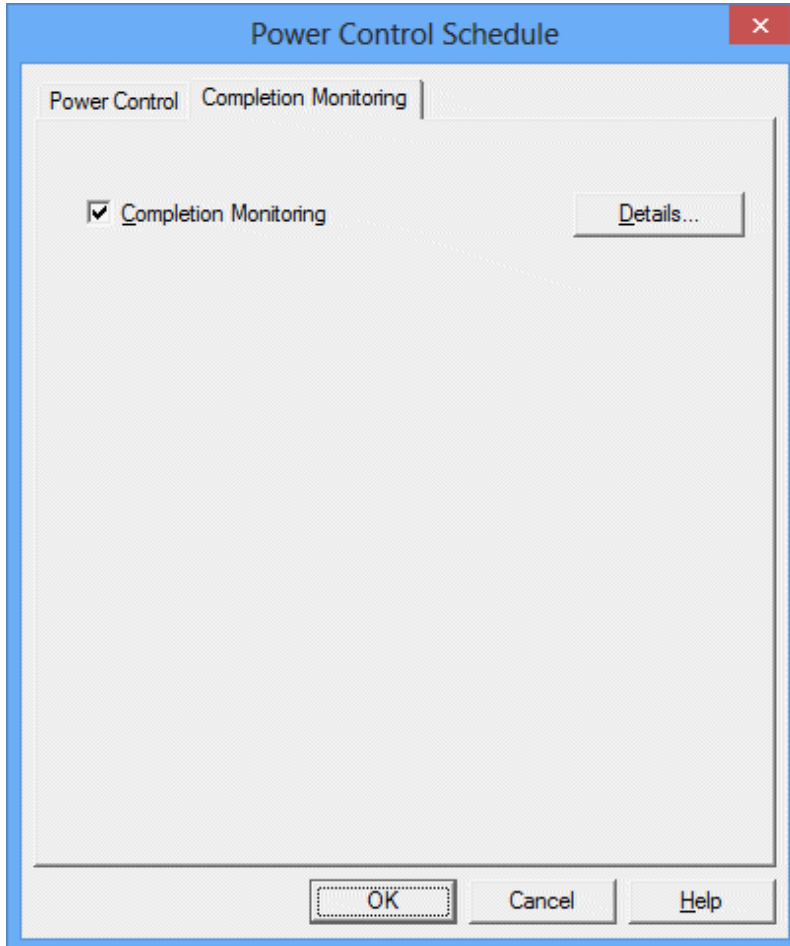 Power Control Schedule
Power Control Completion Monitoring
Completion Monitoring Details...
OK Cancel Help